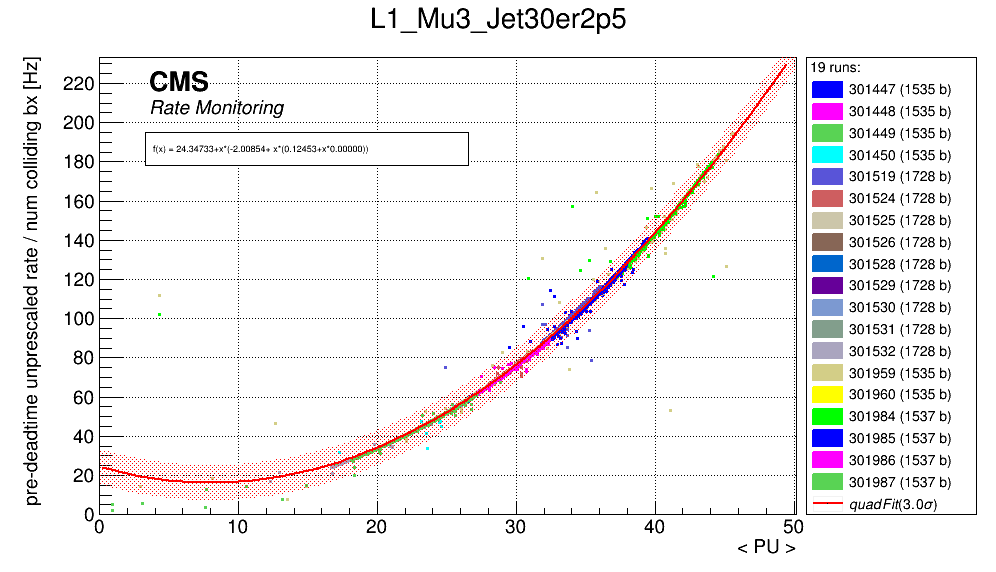 L1_Mu3_Jet30er2p5
pre-deadtime unprescaled rate / num colliding bx [Hz]
CMS
Rate Monitoring
f(x) = 24.34733+x*(-2.00854+ x*(0.12453+x*0.00000))
220
200
180
160
140
120
100
80
60
40
20
0
0 10 20 30 40 50
< PU >
19 runs:
301447 (1535 b)
301448 (1535 b)
301449 (1535 b)
301450 (1535 b)
301519 (1728 b)
301524 (1728 b)
301525 (1728 b)
301526 (1728 b)
301528 (1728 b)
301529 (1728 b)
301530 (1728 b)
301531 (1728 b)
301532 (1728 b)
301959 (1535 b)
301960 (1535 b)
301984 (1537 b)
301985 (1537 b)
301986 (1537 b)
301987 (1537 b)
quadFit(3.0σ)